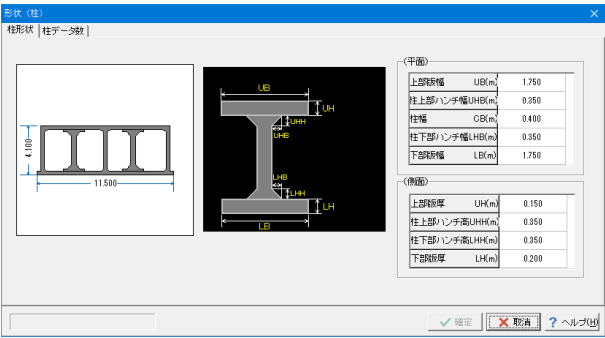 形状（柱）
柱形状 柱データ数
4.100
11.500
UB
UH
UHH
UHB
LHB
LHH
LH
LB
(平面)
上部版幅 UB(m) 1.750
柱上部ハンチ幅UHB(m) 0.350
柱幅 CB(m) 0.400
柱下部ハンチ幅LHB(m) 0.350
下部版幅 LB(m) 1.750
(側面)
上部版厚 UH(m) 0.150
柱上部ハンチ高UHH(m) 0.350
柱下部ハンチ高LHH(m) 0.350
下部版厚 LH(m) 0.200
確定 取消 ? ヘルプ(H)